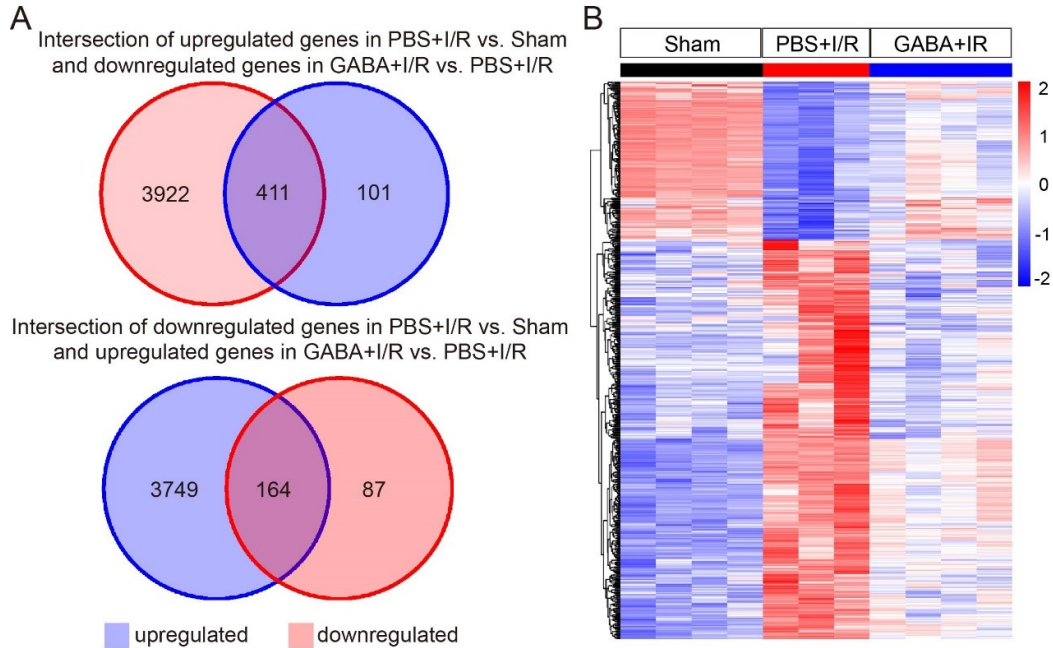 A
Intersection of upregulated genes in PBS+I/R vs. Sham
and downregulated genes in GABA+I/R vs. PBS+I/R
3922 411 101
Intersection of downregulated genes in PBS+I/R vs. Sham
and upregulated genes in GABA+I/R vs. PBS+I/R
3749 164 87
upregulated downregulated
B
Sham PBS+I/R GABA+IR
2
1
0
-1
-2